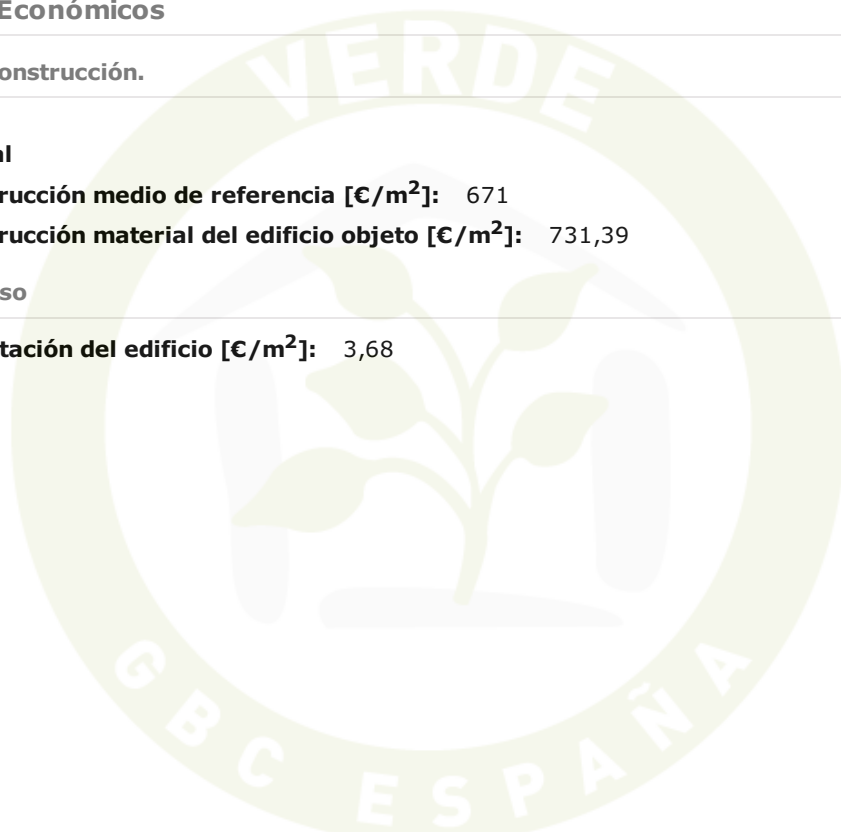 Económicos
onstrucción.
al
rucción medio de referencia [€/m²]: 671
rucción material del edificio objeto [€/m²]: 731,39
so
tación del edificio [€/m²]: 3,68
VERDE
GBC ESPAÑA